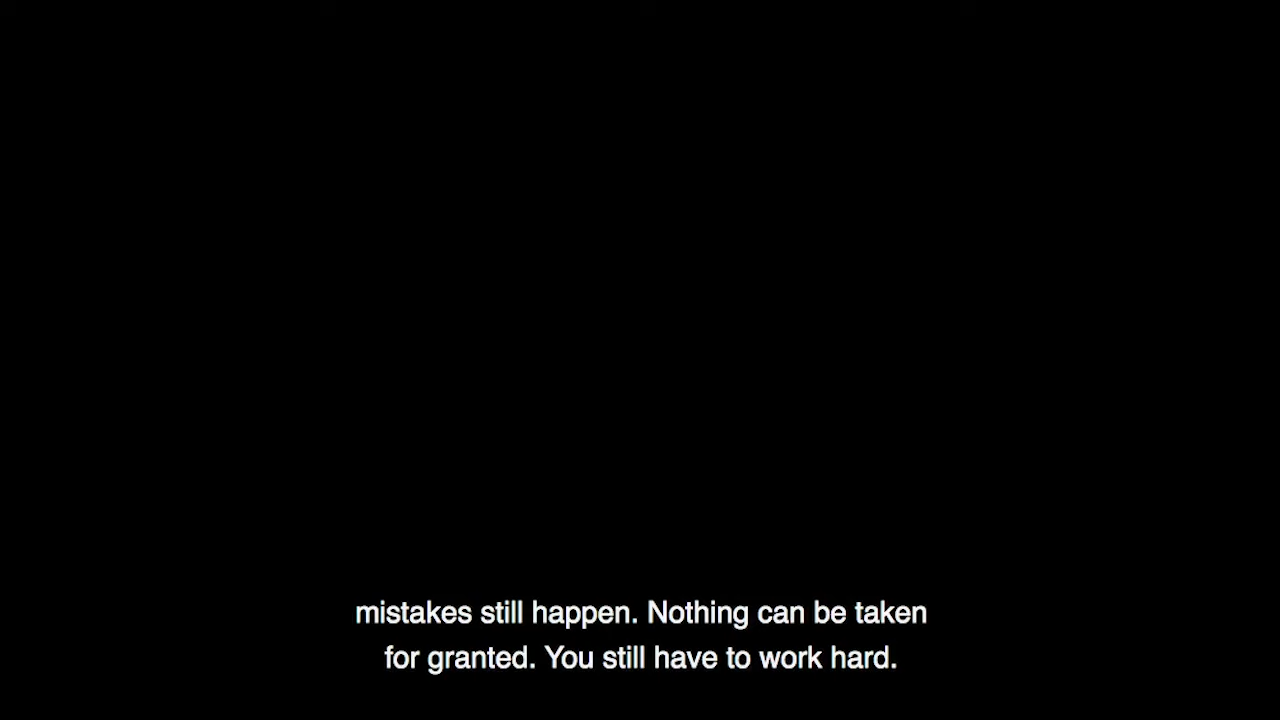 mistakes still happen. Nothing can be taken
for granted. You still have to work hard.